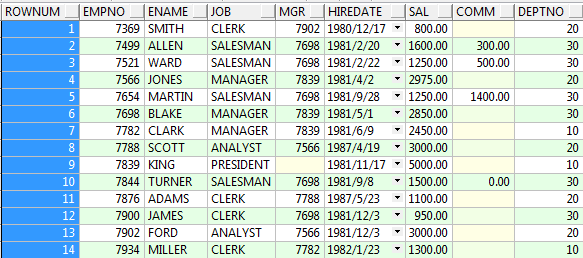 ROWNUM EMPNO ENAME JOB MGR HIREDATE SAL COMM DEPTNO
1 7369 SMITH CLERK 7902 1980/12/17 800.00 20
2 7499 ALLEN SALESMAN 7698 1981/2/20 1600.00 300.00 30
3 7521 WARD SALESMAN 7698 1981/2/22 1250.00 500.00 30
4 7566 JONES MANAGER 7839 1981/4/2 2975.00 20
5 7654 MARTIN SALESMAN 7698 1981/9/28 1250.00 1400.00 30
6 7698 BLAKE MANAGER 7839 1981/5/1 2850.00 30
7 7782 CLARK MANAGER 7839 1981/6/9 2450.00 10
8 7788 SCOTT ANALYST 7566 1987/4/19 3000.00 20
9 7839 KING PRESIDENT 1981/11/17 5000.00 10
10 7844 TURNER SALESMAN 7698 1981/9/8 1500.00 0.00 30
11 7876 ADAMS CLERK 7788 1987/5/23 1100.00 20
12 7900 JAMES CLERK 7698 1981/12/3 950.00 30
13 7902 FORD ANALYST 7566 1981/12/3 3000.00 20
14 7934 MILLER CLERK 7782 1982/1/23 1300.00 10